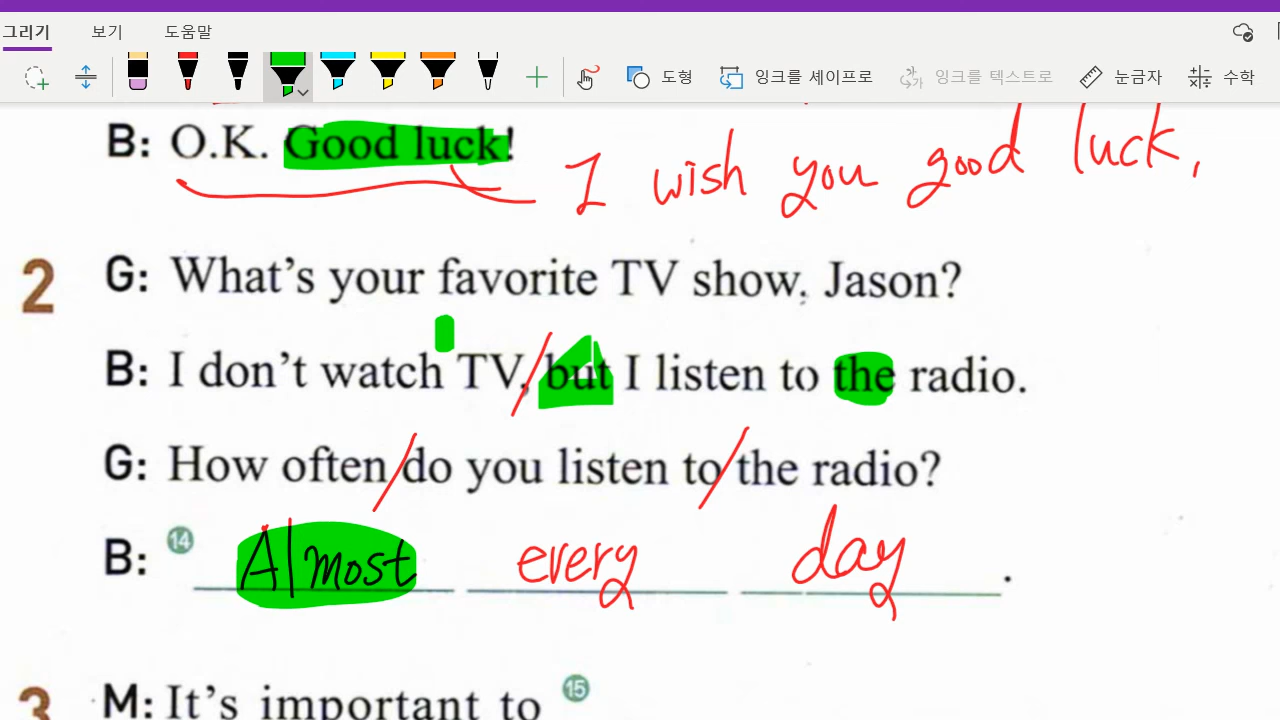 그리기 보기 도움말
도형 잉크를 셰이프로 잉크를 텍스트로 눈금자 수학
B: O.K. Good luck! I wish you good luck,
2 G: What's your favorite TV show, Jason?
B: I don't watch TV, but I listen to the radio.
G: How often do you listen to the radio?
B: 14 Almost every day.
3 M: It's important to 15